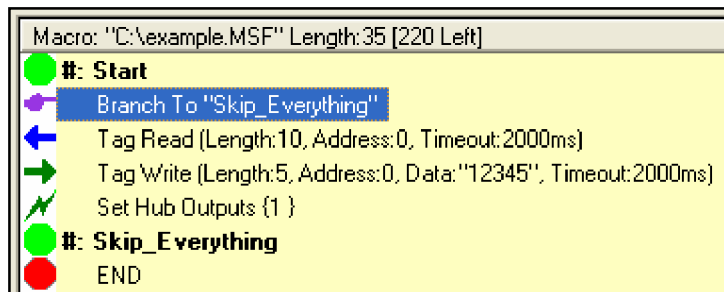 Macro: "C:\example.MSF" Length:35 [220 Left]
#: Start
Branch To "Skip_Everything"
Tag Read (Length:10, Address:0, Timeout:2000ms)
Tag Write (Length:5, Address:0, Data:"12345", Timeout:2000ms)
Set Hub Outputs {1 }
#: Skip_Everything
END